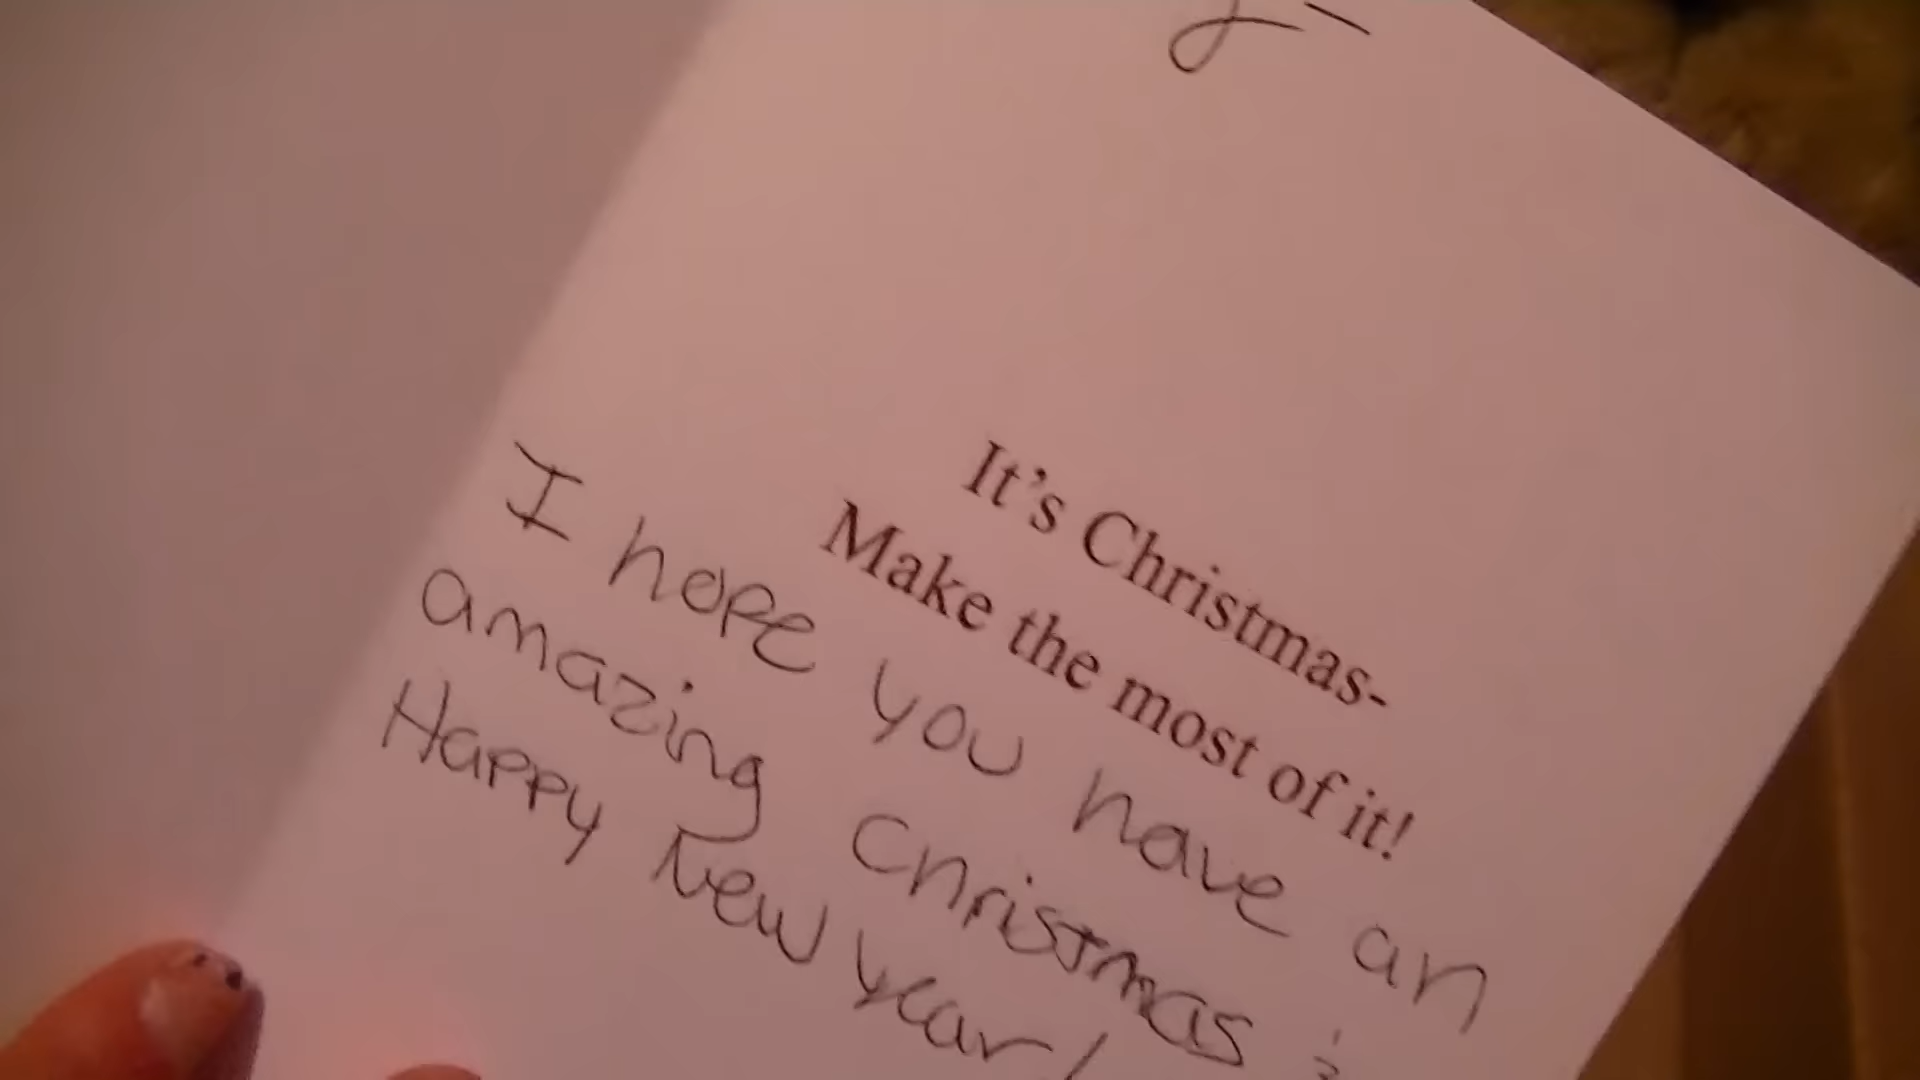 It's Christmas-
Make the most of it!
I hope you have an
amazing Christmas
Happy New Year!